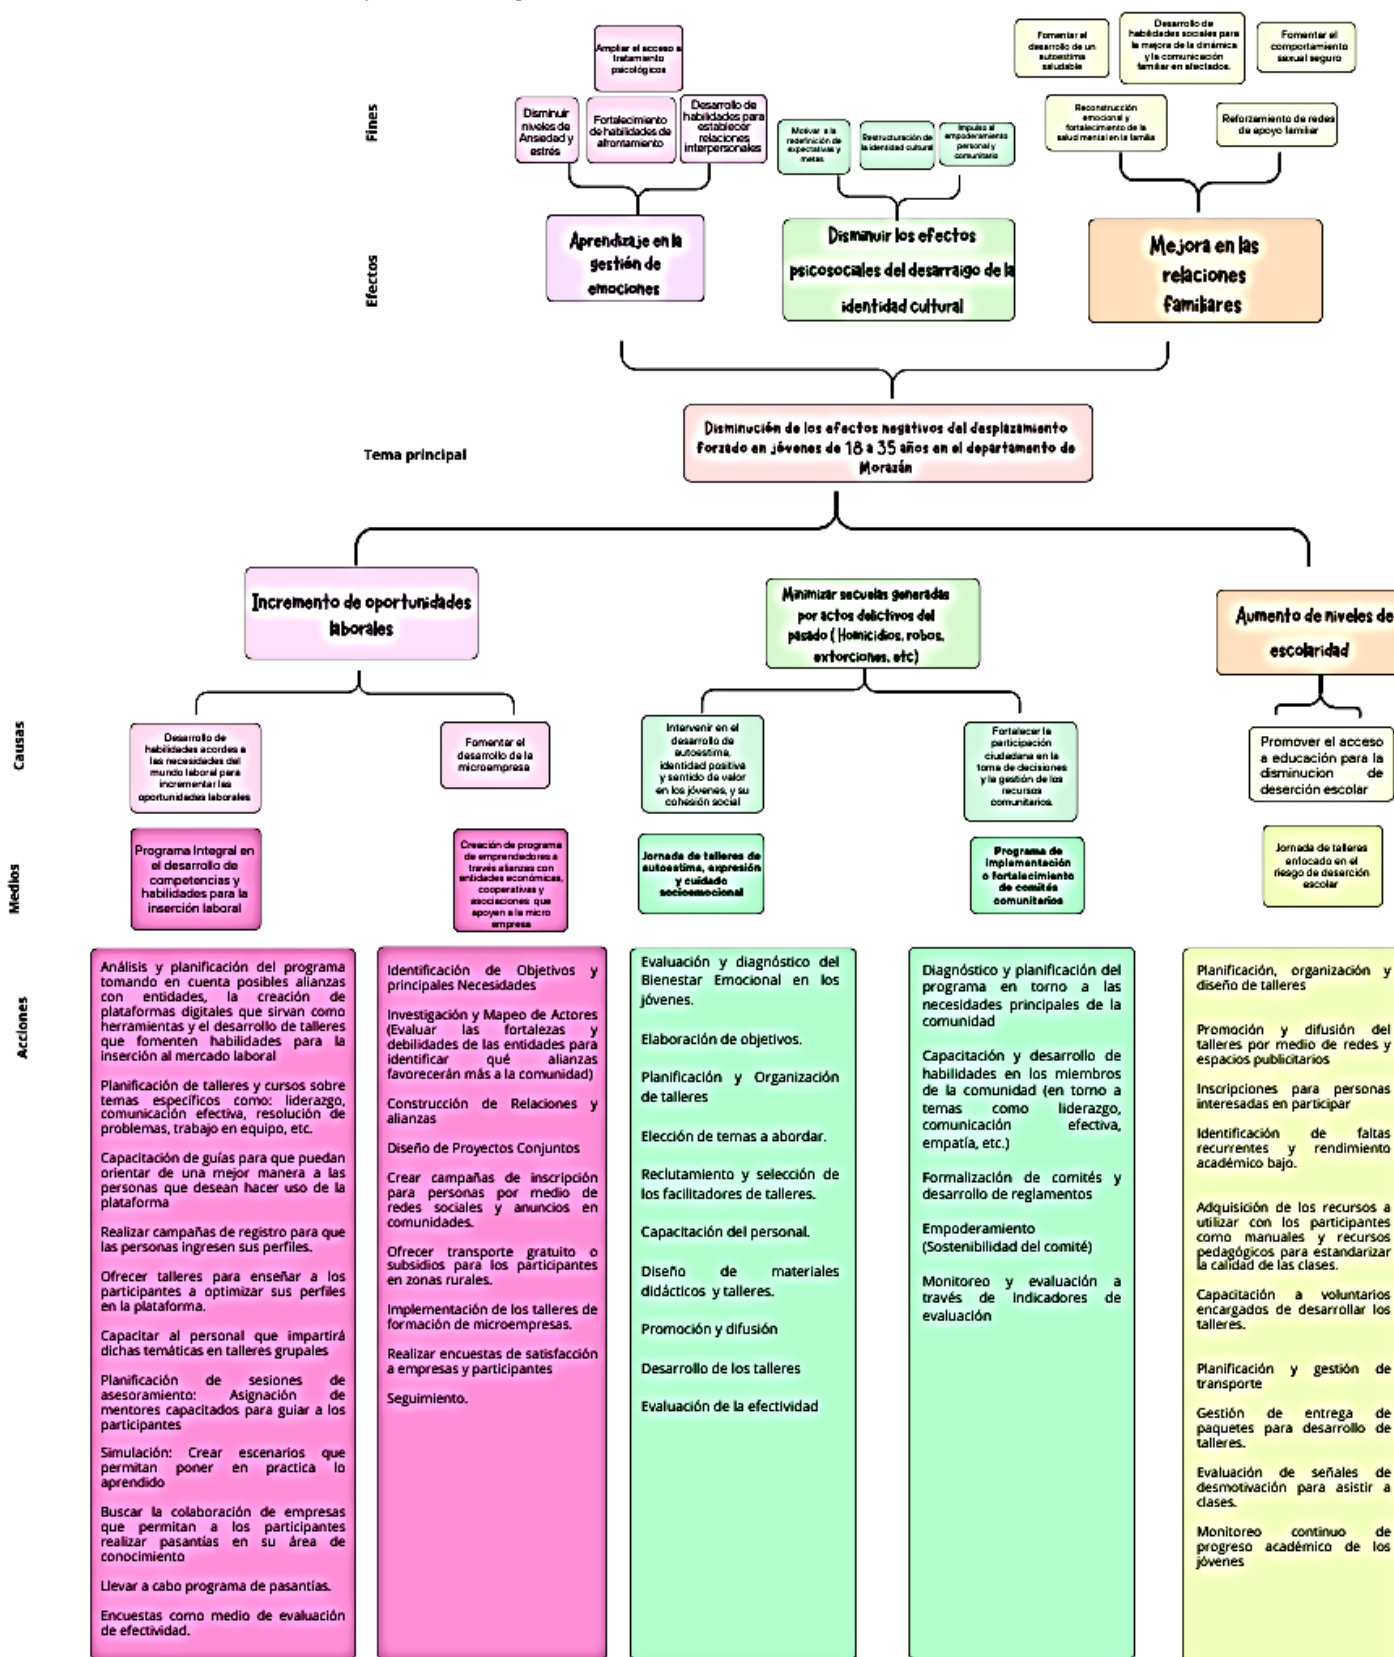 Fines
Ampliar el acceso a
tratamiento
psicológicos
Disminuir
niveles de
Ansiedad y
estrés
Fortalecimiento
de habilidades de
afrontamiento
Desarrollo de
habilidades para
establecer
relaciones
interpersonales
Motivar a la
redefinición de
expectativas y
metas
Restructuración de
la identidad cultural
Impulso al
empoderamiento
personal y
comunitario
Fomentar el
desarrollo de un
autoestima
saludable
Desarrollo de
habilidades sociales para
la mejora de la dinámica
y la comunicación
familiar en afectados.
Fomentar el
comportamiento
sexual seguro
Reconstrucción
emocional y
fortalecimiento de la
salud mental en la familia
Reforzamiento de redes
de apoyo familiar
Efectos
Aprendizaje en la
gestión de
emociones
Disminuir los efectos
psicosociales del desarraigo de la
identidad cultural
Mejora en las
relaciones
familiares
Tema principal
Disminución de los efectos negativos del desplazamiento
forzado en jóvenes de 18 a 35 años en el departamento de
Morazán
Incremento de oportunidades
laborales
Minimizar secuelas generadas
por actos delictivos del
pasado ( Homicidios, robos,
extorciones, etc)
Aumento de niveles de
escolaridad
Causas
Desarrollo de
habilidades acordes a
las necesidades del
mundo laboral para
incrementar las
oportunidades laborales
Fomentar el
desarrollo de la
microempresa
Intervenir en el
desarrollo de
autoestima,
identidad positiva
y sentido de valor
en los jóvenes, y su
cohesión social
Fortalecer la
participación
ciudadana en la
toma de decisiones
y la gestión de los
recursos
comunitarios.
Promover el acceso
a educación para la
disminucion de
deserción escolar
Medios
Programa Integral en
el desarrollo de
competencias y
habilidades para la
inserción laboral
Creación de programa
de emprendedores a
través alianzas con
entidades económicas,
cooperativas y
asociaciones que
apoyen a la micro
empresa
Jornada de talleres de
autoestima, expresión
y cuidado
socioemocional
Programa de
implementación
o fortalecimiento
de comités
comunitarios
Jornada de talleres
enfocado en el
riesgo de deserción
escolar
Acciones
Análisis y planificación del programa
tomando en cuenta posibles alianzas
con entidades, la creación de
plataformas digitales que sirvan como
herramientas y el desarrollo de talleres
que fomenten habilidades para la
inserción al mercado laboral
Planificación de talleres y cursos sobre
temas específicos como: liderazgo,
comunicación efectiva, resolución de
problemas, trabajo en equipo, etc.
Capacitación de guías para que puedan
orientar de una mejor manera a las
personas que desean hacer uso de la
plataforma
Realizar campañas de registro para que
las personas ingresen sus perfiles.
Ofrecer talleres para enseñar a los
participantes a optimizar sus perfiles
en la plataforma.
Capacitar al personal que impartirá
dichas temáticas en talleres grupales
Planificación de sesiones de
asesoramiento: Asignación de
mentores capacitados para guiar a los
participantes
Simulación: Crear escenarios que
permitan poner en practica lo
aprendido
Buscar la colaboración de empresas
que permitan a los participantes
realizar pasantías en su área de
conocimiento
Llevar a cabo programa de pasantías.
Encuestas como medio de evaluación
de efectividad.
Identificación de Objetivos y
principales Necesidades
Investigación y Mapeo de Actores
(Evaluar las fortalezas y
debilidades de las entidades para
identificar qué alianzas
favorecerán más a la comunidad)
Construcción de Relaciones y
alianzas
Diseño de Proyectos Conjuntos
Crear campañas de inscripción
para personas por medio de
redes sociales y anuncios en
comunidades.
Ofrecer transporte gratuito o
subsidios para los participantes
en zonas rurales.
Implementación de los talleres de
formación de microempresas.
Realizar encuestas de satisfacción
a empresas y participantes
Seguimiento.
Evaluación y diagnóstico del
Bienestar Emocional en los
jóvenes.
Elaboración de objetivos.
Planificación y Organización
de talleres
Elección de temas a abordar.
Reclutamiento y selección de
los facilitadores de talleres.
Capacitación del personal.
Diseño de materiales
didácticos y talleres.
Promoción y difusión
Desarrollo de los talleres
Evaluación de la efectividad
Diagnóstico y planificación del
programa en torno a las
necesidades principales de la
comunidad
Capacitación y desarrollo de
habilidades en los miembros
de la comunidad (en torno a
temas como liderazgo,
comunicación efectiva,
empatía, etc.)
Formalización de comités y
desarrollo de reglamentos
Empoderamiento
(Sostenibilidad del comité)
Monitoreo y evaluación a
través de indicadores de
evaluación
Planificación, organización y
diseño de talleres
Promoción y difusión del
talleres por medio de redes y
espacios publicitarios
Inscripciones para personas
interesadas en participar
Identificación de faltas
recurrentes y rendimiento
académico bajo.
Adquisición de los recursos a
utilizar con los participantes
como manuales y recursos
pedagógicos para estandarizar
la calidad de las clases.
Capacitación a voluntarios
encargados de desarrollar los
talleres.
Planificación y gestión de
transporte
Gestión de entrega de
paquetes para desarrollo de
talleres.
Evaluación de señales de
desmotivación para asistir a
clases.
Monitoreo continuo de
progreso académico de los
jóvenes